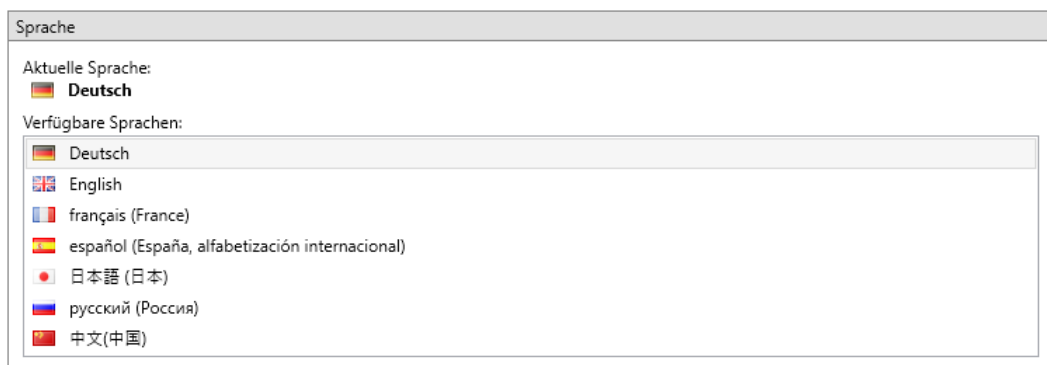 Sprache
Aktuelle Sprache:
Deutsch
Verfügbare Sprachen:
Deutsch
English
français (France)
español (España, alfabetización internacional)
日本語 (日本)
русский (Россия)
中文(中国)